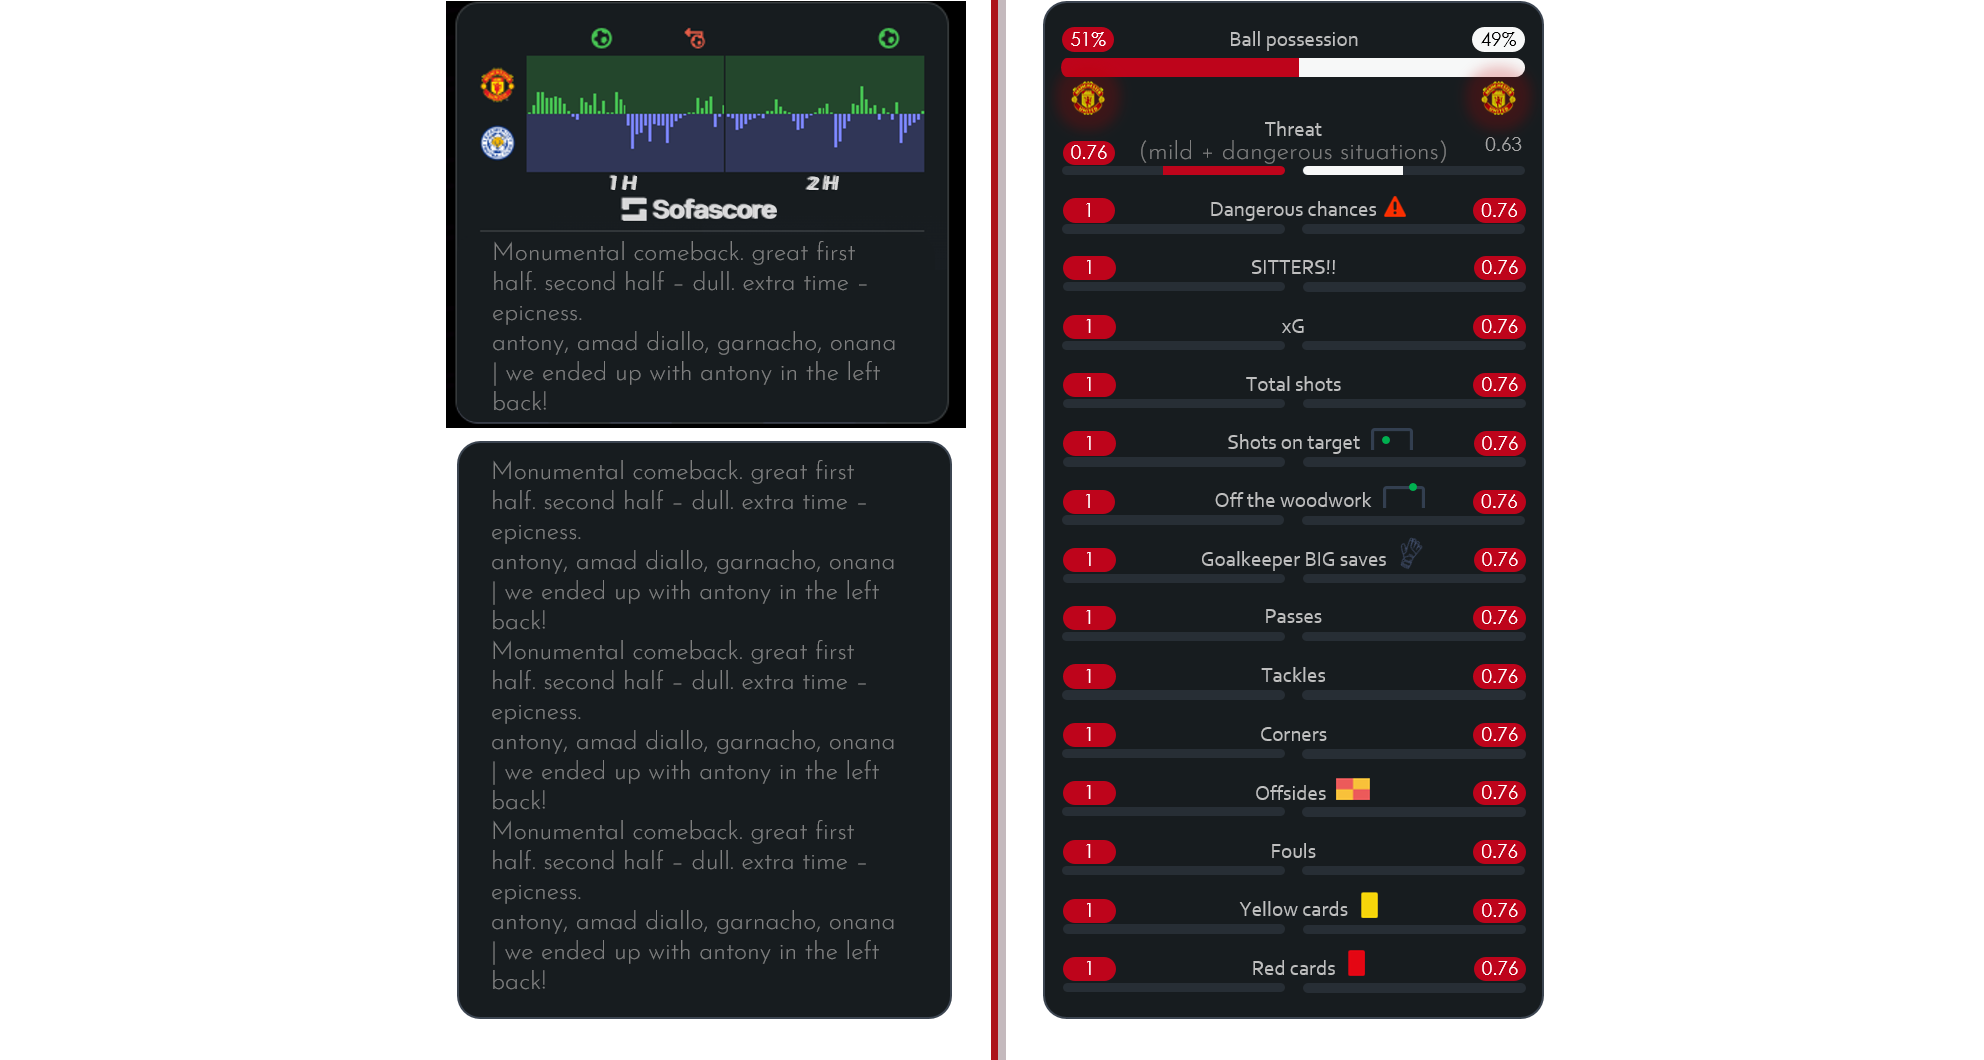 1H 2H
Sofascore
Monumental comeback. great first
half. second half – dull. extra time –
epicness.
antony, amad diallo, garnacho, onana
| we ended up with antony in the left
back!
Monumental comeback. great first
half. second half – dull. extra time –
epicness.
antony, amad diallo, garnacho, onana
| we ended up with antony in the left
back!
Monumental comeback. great first
half. second half – dull. extra time –
epicness.
antony, amad diallo, garnacho, onana
| we ended up with antony in the left
back!
Monumental comeback. great first
half. second half – dull. extra time –
epicness.
antony, amad diallo, garnacho, onana
| we ended up with antony in the left
back!
51% Ball possession 49%
Threat
0.76 (mild + dangerous situations) 0.63
1 Dangerous chances 0.76
1 SITTERS!! 0.76
1 xG 0.76
1 Total shots 0.76
1 Shots on target 0.76
1 Off the woodwork 0.76
1 Goalkeeper BIG saves 0.76
1 Passes 0.76
1 Tackles 0.76
1 Corners 0.76
1 Offsides 0.76
1 Fouls 0.76
1 Yellow cards 0.76
1 Red cards 0.76